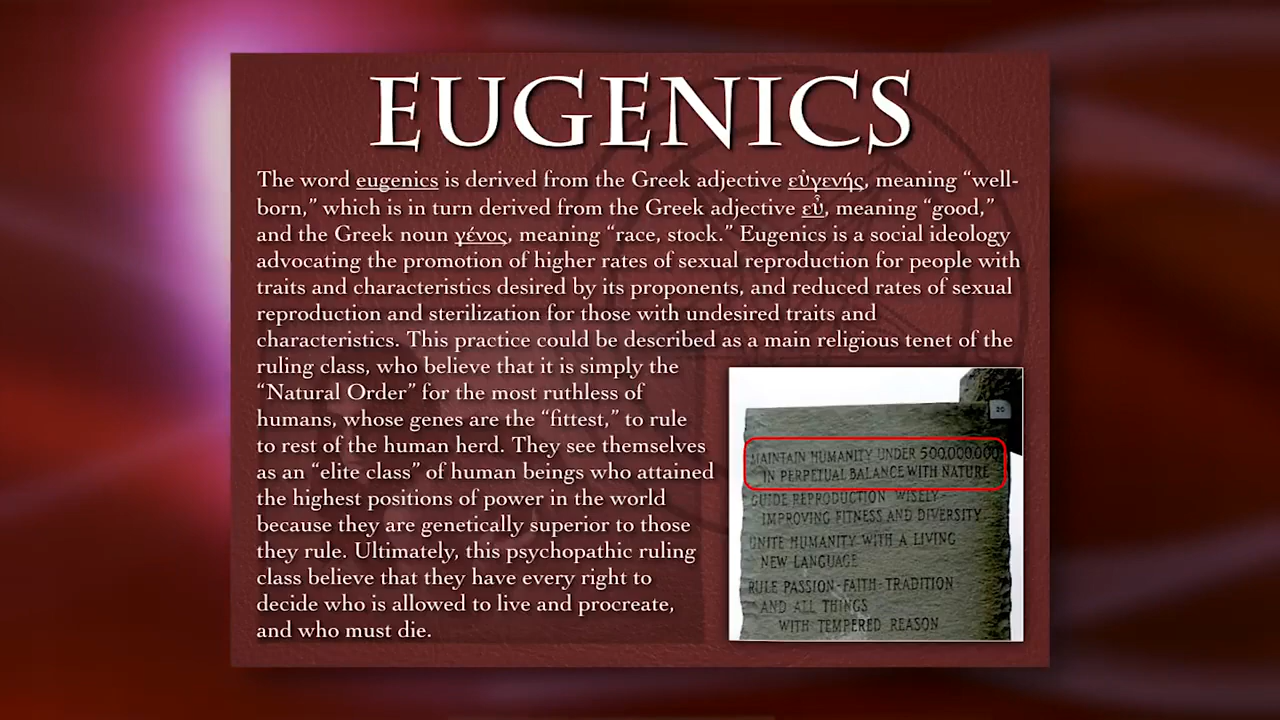 EUGENICS
The word eugenics is derived from the Greek adjective εὐγενής, meaning “well-
born,” which is in turn derived from the Greek adjective εὖ, meaning “good,”
and the Greek noun γένος, meaning “race, stock.” Eugenics is a social ideology
advocating the promotion of higher rates of sexual reproduction for people with
traits and characteristics desired by its proponents, and reduced rates of sexual
reproduction and sterilization for those with undesired traits and
characteristics. This practice could be described as a main religious tenet of the
ruling class, who believe that it is simply the
“Natural Order” for the most ruthless of
humans, whose genes are the “fittest,” to rule
to rest of the human herd. They see themselves
as an “elite class” of human beings who attained
the highest positions of power in the world
because they are genetically superior to those
they rule. Ultimately, this psychopathic ruling
class believe that they have every right to
decide who is allowed to live and procreate,
and who must die.
20
MAINTAIN HUMANITY UNDER 500,000,000
IN PERPETUAL BALANCE WITH NATURE
GUIDE REPRODUCTION WISELY-
IMPROVING FITNESS AND DIVERSITY
UNITE HUMANITY WITH A LIVING
NEW LANGUAGE
RULE PASSION-FAITH-TRADITION
AND ALL THINGS
WITH TEMPERED REASON